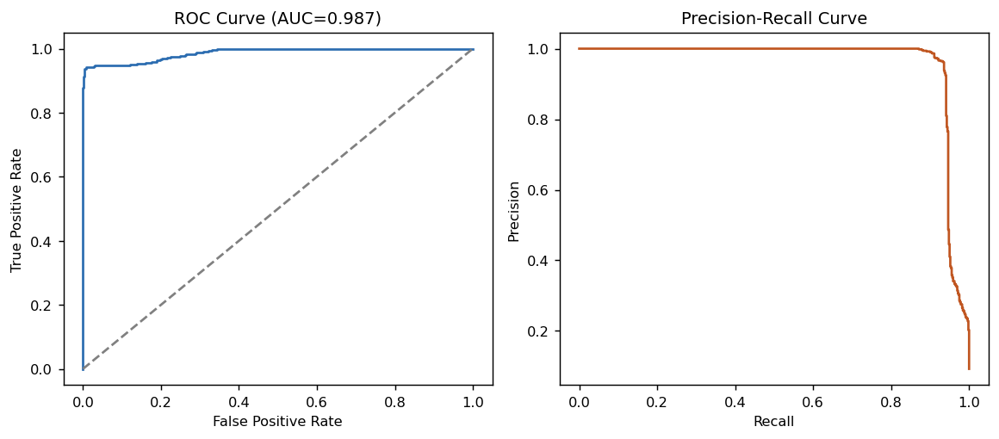 ROC Curve (AUC=0.987)
True Positive Rate
1.0
0.8
0.6
0.4
0.2
0.0
0.0 0.2 0.4 0.6 0.8 1.0
False Positive Rate
Precision-Recall Curve
Precision
1.0
0.8
0.6
0.4
0.2
0.0 0.2 0.4 0.6 0.8 1.0
Recall